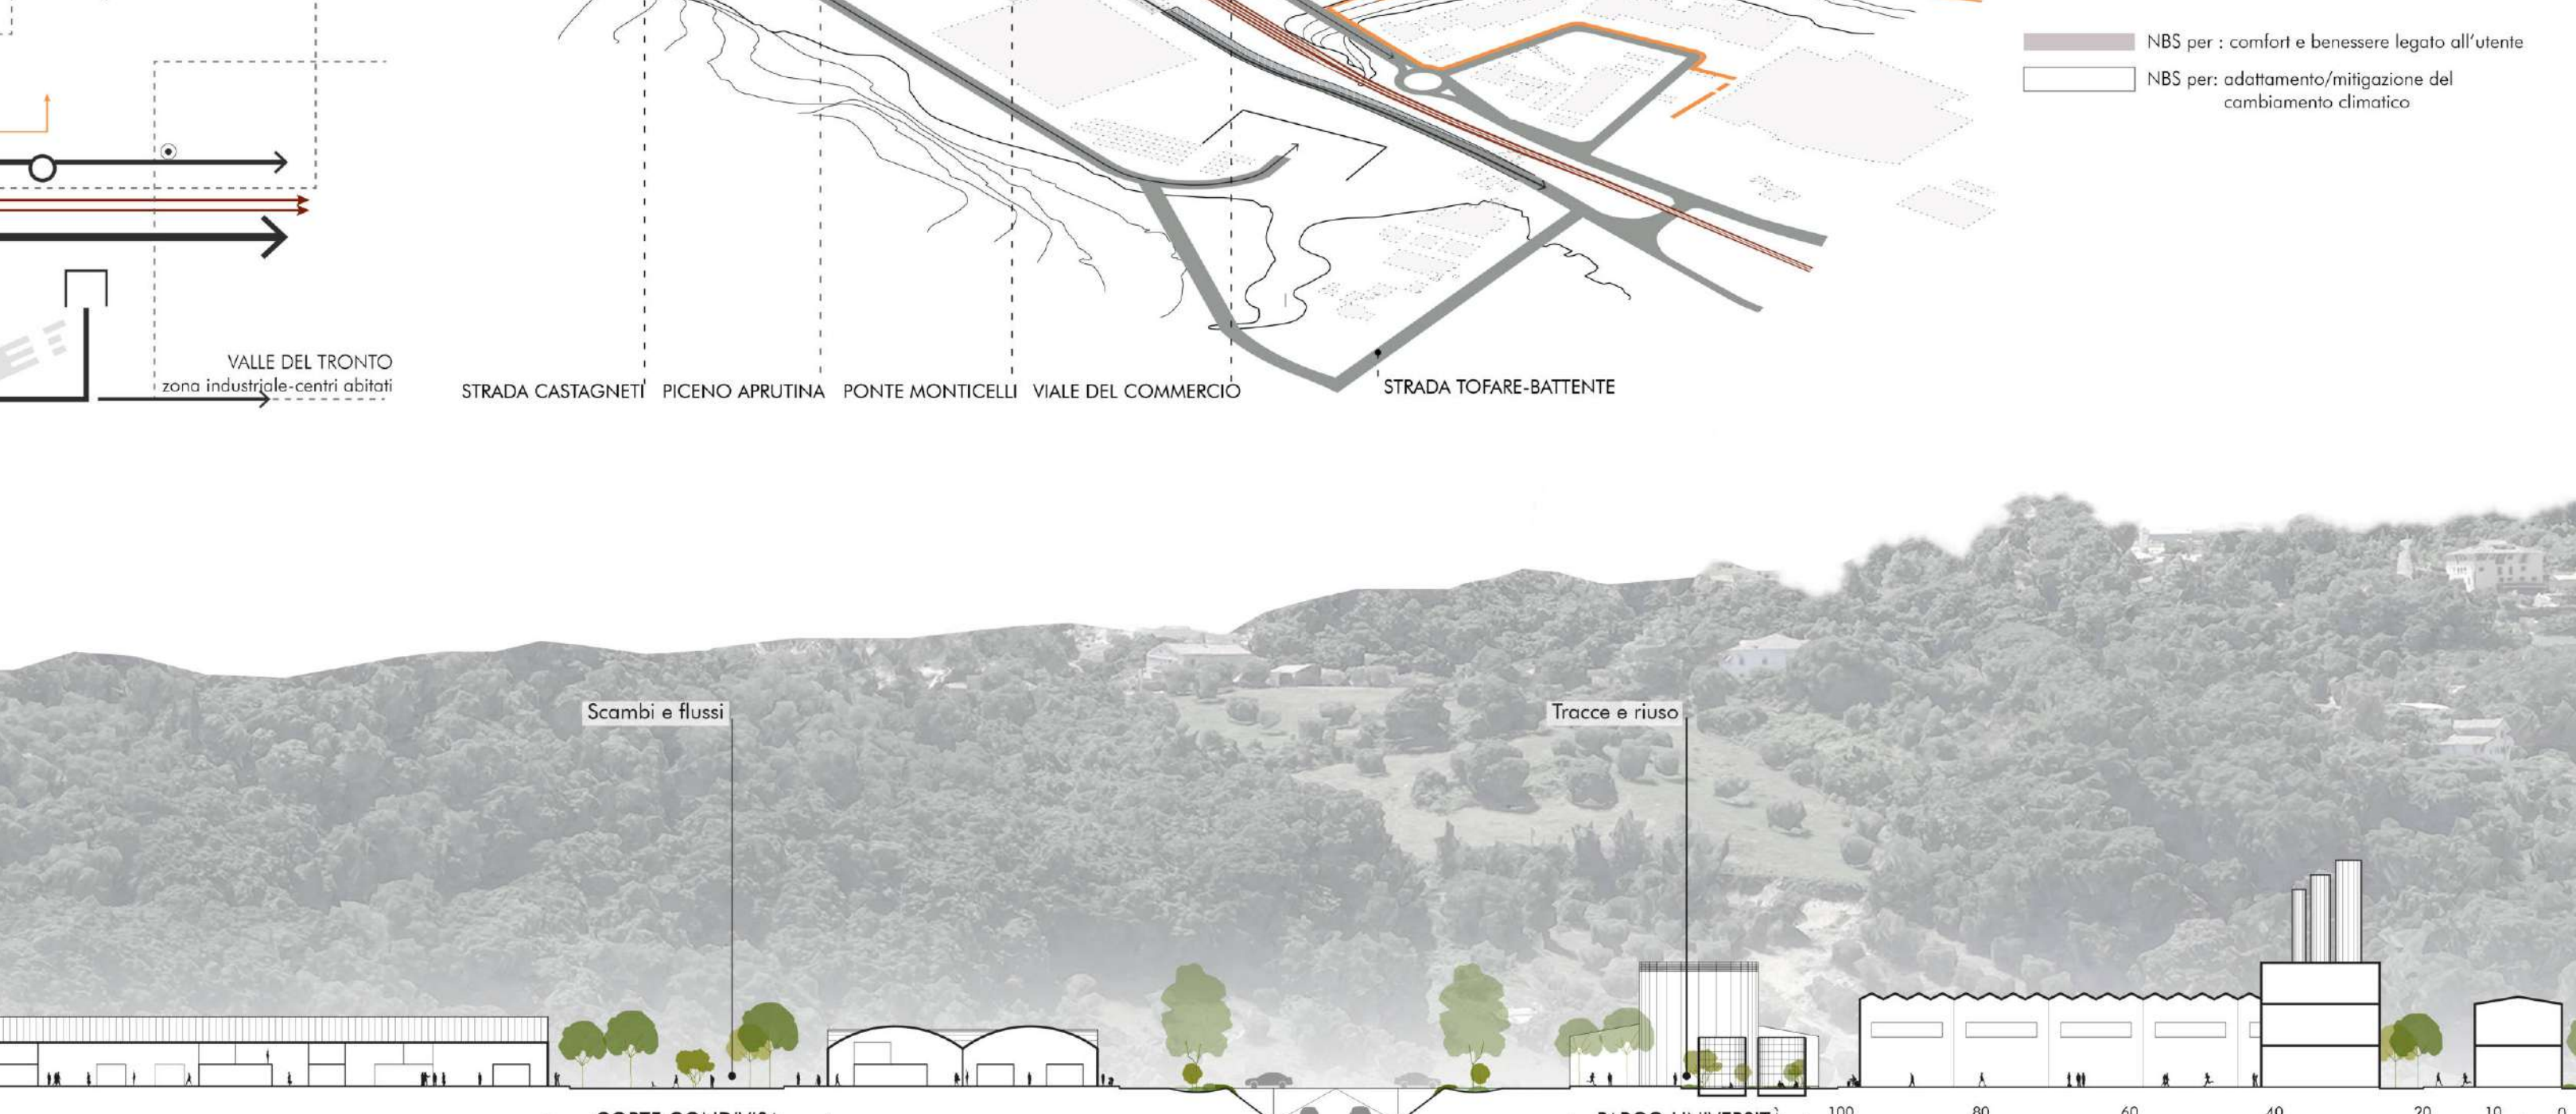 NBS per : comfort e benessere legato all'utente
NBS per: adattamento/mitigazione del
cambiamento climatico
VALLE DEL TRONTO
zona industriale-centri abitati
STRADA CASTAGNETI
PICENO APRUTINA
PONTE MONTICELLI
VIALE DEL COMMERCIO
STRADA TOFARE-BATTENTE
Scambi e flussi
Tracce e riuso
100
80
60
40
20
10